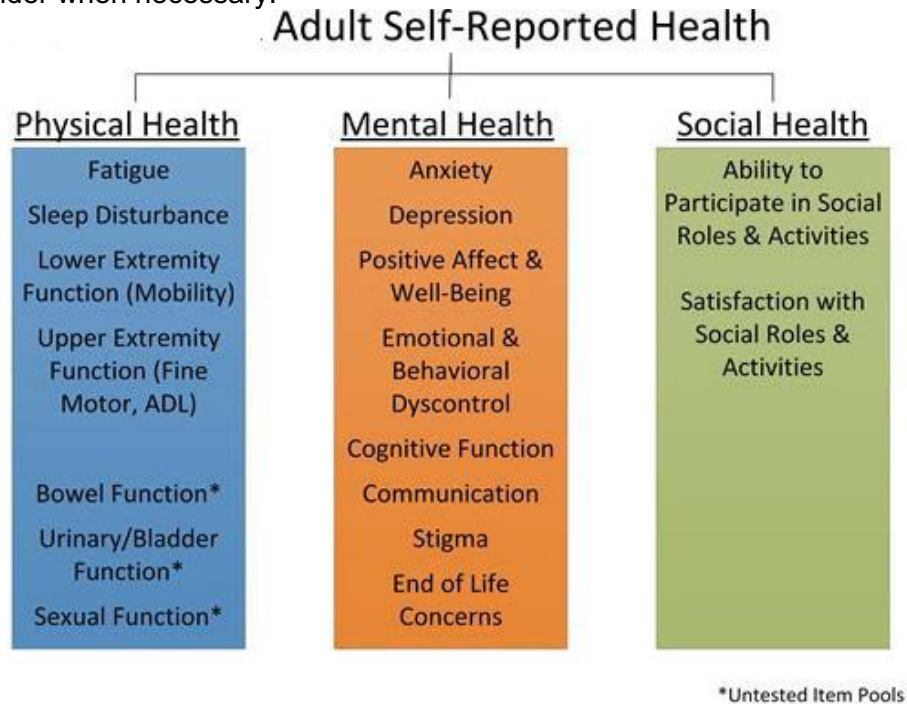 when necessary.
Adult Self-Reported Health
Physical Health
Fatigue
Sleep Disturbance
Lower Extremity
Function (Mobility)
Upper Extremity
Function (Fine
Motor, ADL)
Bowel Function*
Urinary/Bladder
Function*
Sexual Function*
Mental Health
Anxiety
Depression
Positive Affect &
Well-Being
Emotional &
Behavioral
Dyscontrol
Cognitive Function
Communication
Stigma
End of Life
Concerns
Social Health
Ability to
Participate in Social
Roles & Activities
Satisfaction with
Social Roles &
Activities
*Untested Item Pools